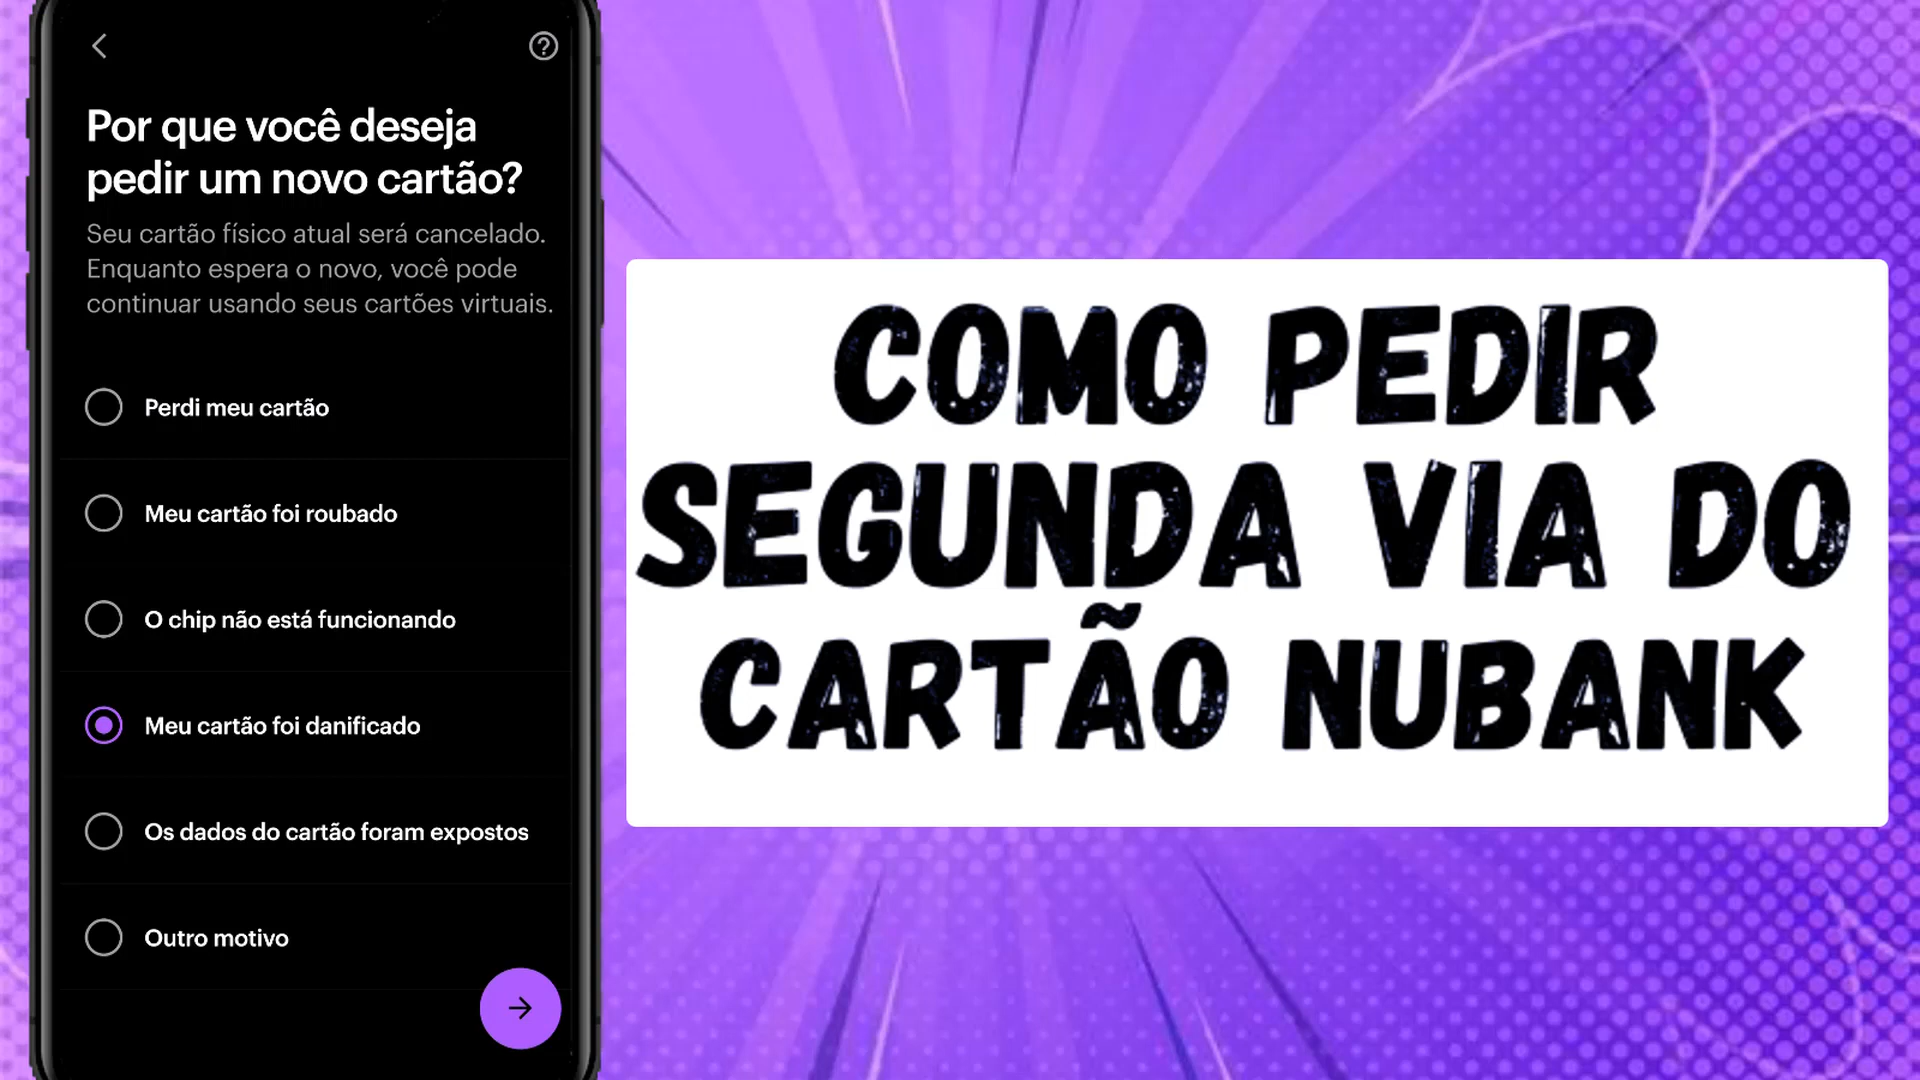 Por que você deseja
pedir um novo cartão?
Seu cartão físico atual será cancelado.
Enquanto espera o novo, você pode
continuar usando seus cartões virtuais.
Perdi meu cartão
Meu cartão foi roubado
O chip não está funcionando
Meu cartão foi danificado
Os dados do cartão foram expostos
Outro motivo
COMO PEDIR
SEGUNDA VIA DO
CARTÃO NUBANK